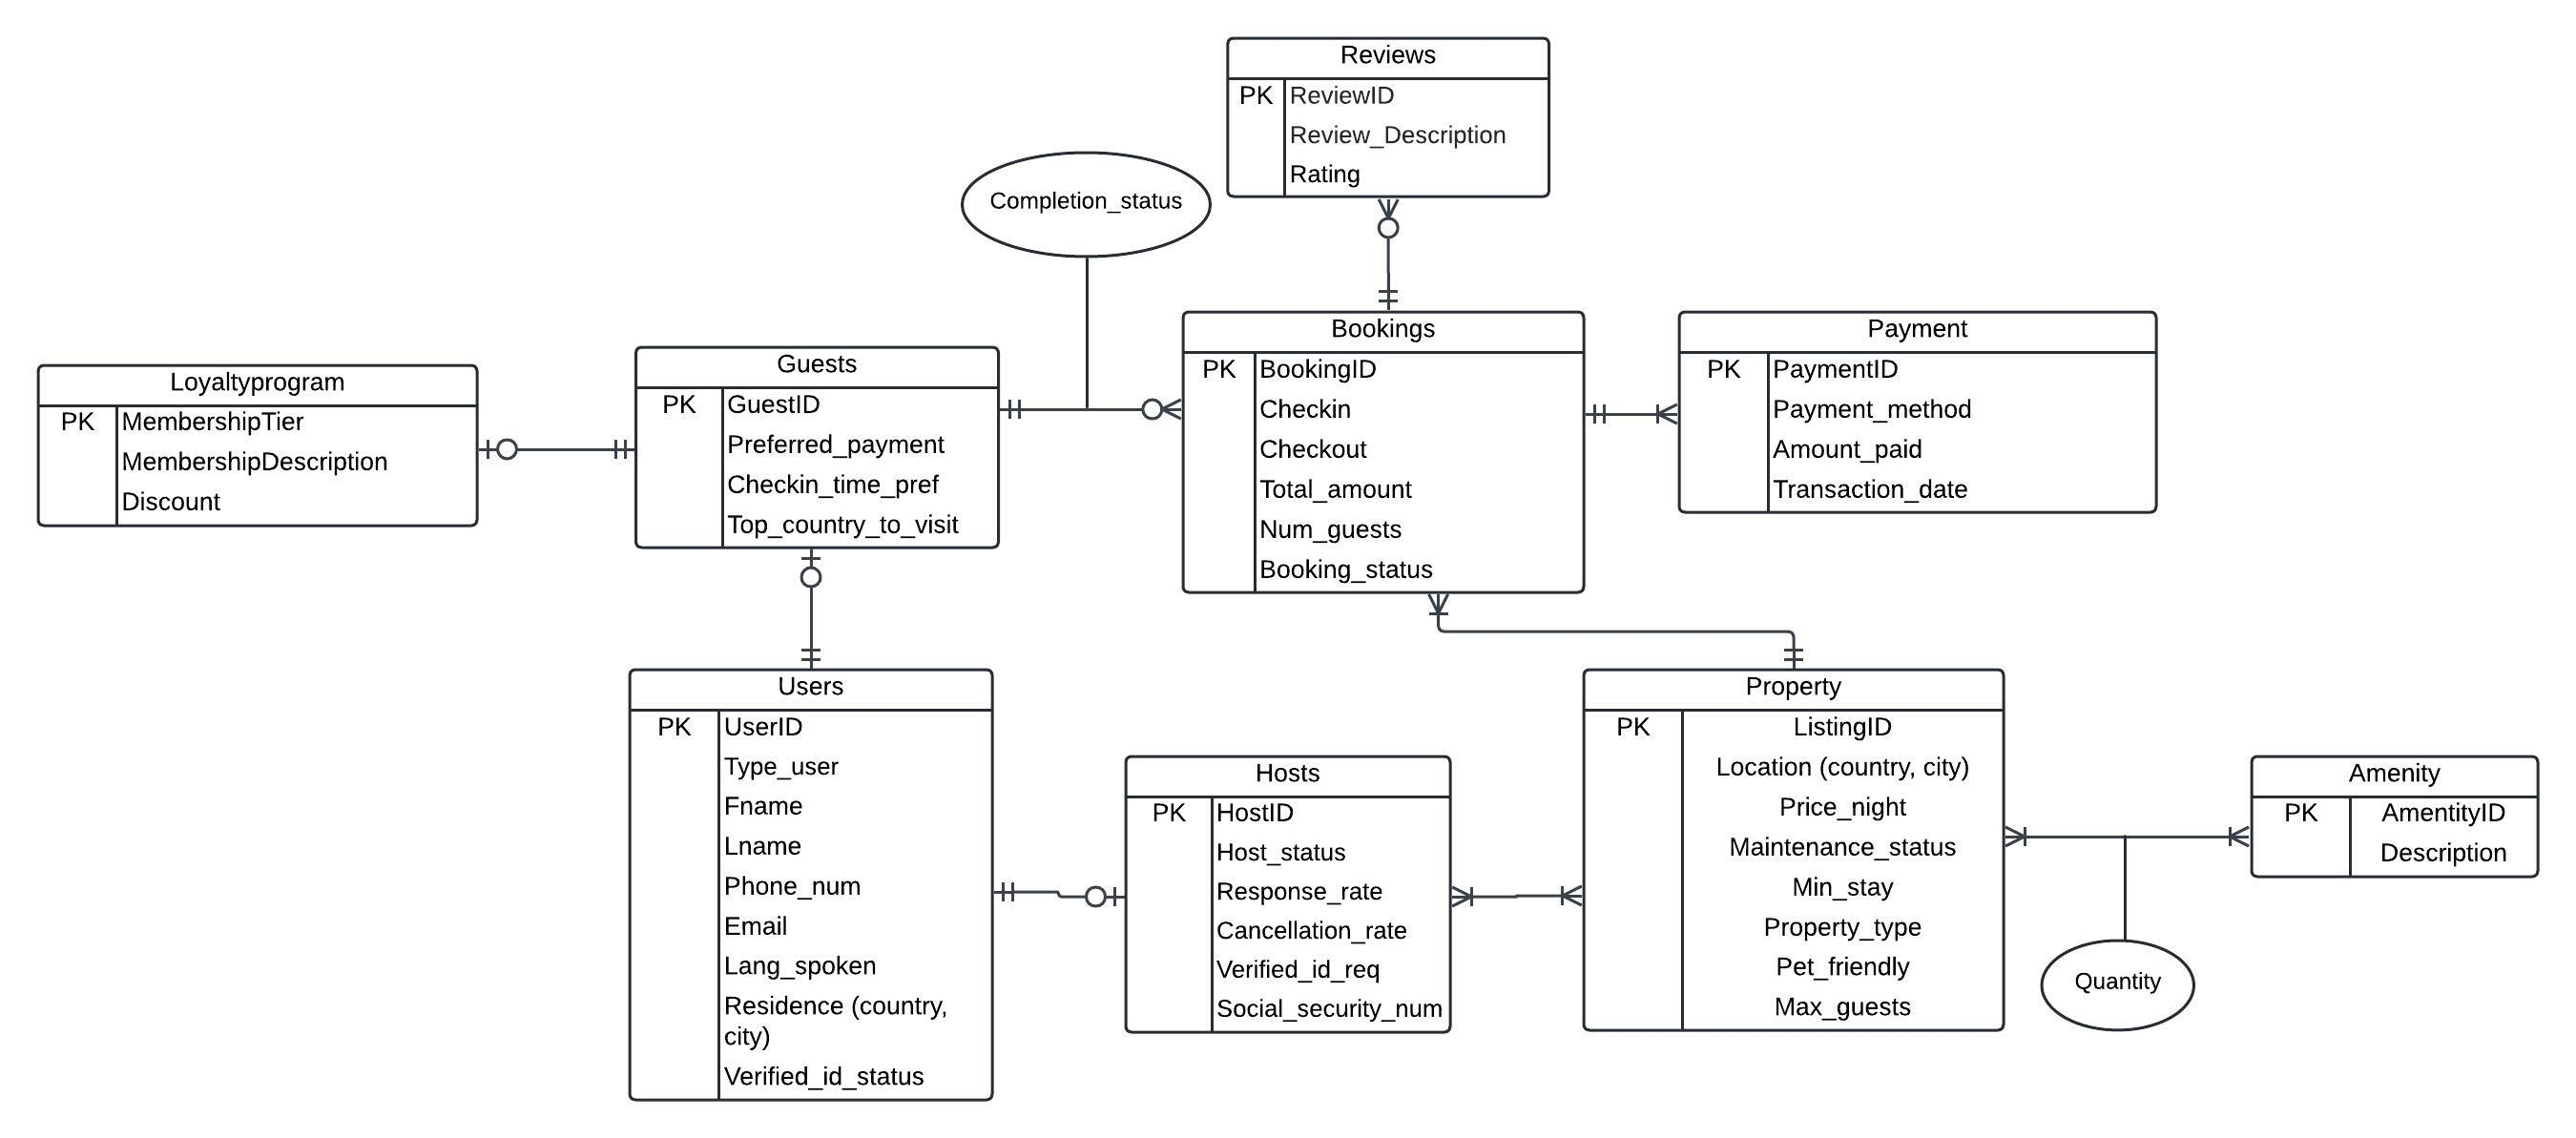 Reviews
PK
ReviewID
Review_Description
Rating
Completion_status
Loyaltyprogram
PK
MembershipTier
MembershipDescription
Discount
Guests
PK
GuestID
Preferred_payment
Checkin_time_pref
Top_country_to_visit
Bookings
PK
BookingID
Checkin
Checkout
Total_amount
Num_guests
Booking_status
Payment
PK
PaymentID
Payment_method
Amount_paid
Transaction_date
Users
PK
UserID
Type_user
Fname
Lname
Phone_num
Email
Lang_spoken
Residence (country,
city)
Verified_id_status
Hosts
PK
HostID
Host_status
Response_rate
Cancellation_rate
Verified_id_req
Social_security_num
Property
PK
ListingID
Location (country, city)
Price_night
Maintenance_status
Min_stay
Property_type
Pet_friendly
Max_guests
Amenity
PK
AmentityID
Description
Quantity